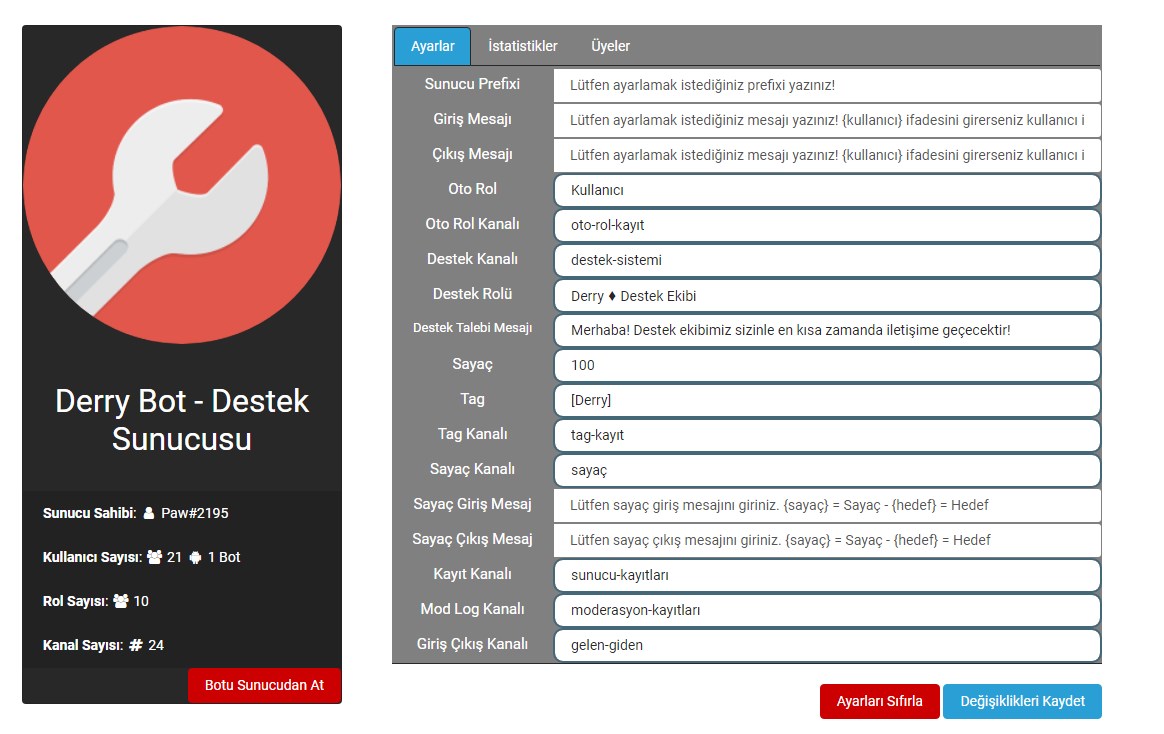 Derry Bot - Destek
Sunucusu
Sunucu Sahibi: Paw#2195
Kullanıcı Sayısı: 21 1 Bot
Rol Sayısı: 10
Kanal Sayısı: # 24
Botu Sunucudan At
Ayarlar İstatistikler Üyeler
Sunucu Prefixi Lütfen ayarlamak istediğiniz prefixi yazınız!
Giriş Mesajı Lütfen ayarlamak istediğiniz mesajı yazınız! {kullanıcı} ifadesini girerseniz kullanıcı i
Çıkış Mesajı Lütfen ayarlamak istediğiniz mesajı yazınız! {kullanıcı} ifadesini girerseniz kullanıcı i
Oto Rol Kullanıcı
Oto Rol Kanalı oto-rol-kayıt
Destek Kanalı destek-sistemi
Destek Rolü Derry ♦ Destek Ekibi
Destek Talebi Mesajı Merhaba! Destek ekibimiz sizinle en kısa zamanda iletişime geçecektir!
Sayaç 100
Tag [Derry]
Tag Kanalı tag-kayıt
Sayaç Kanalı sayaç
Sayaç Giriş Mesaj Lütfen sayaç giriş mesajını giriniz. {sayaç} = Sayaç - {hedef} = Hedef
Sayaç Çıkış Mesaj Lütfen sayaç çıkış mesajını giriniz. {sayaç} = Sayaç - {hedef} = Hedef
Kayıt Kanalı sunucu-kayıtları
Mod Log Kanalı moderasyon-kayıtları
Giriş Çıkış Kanalı gelen-giden
Ayarları Sıfırla Değişiklikleri Kaydet